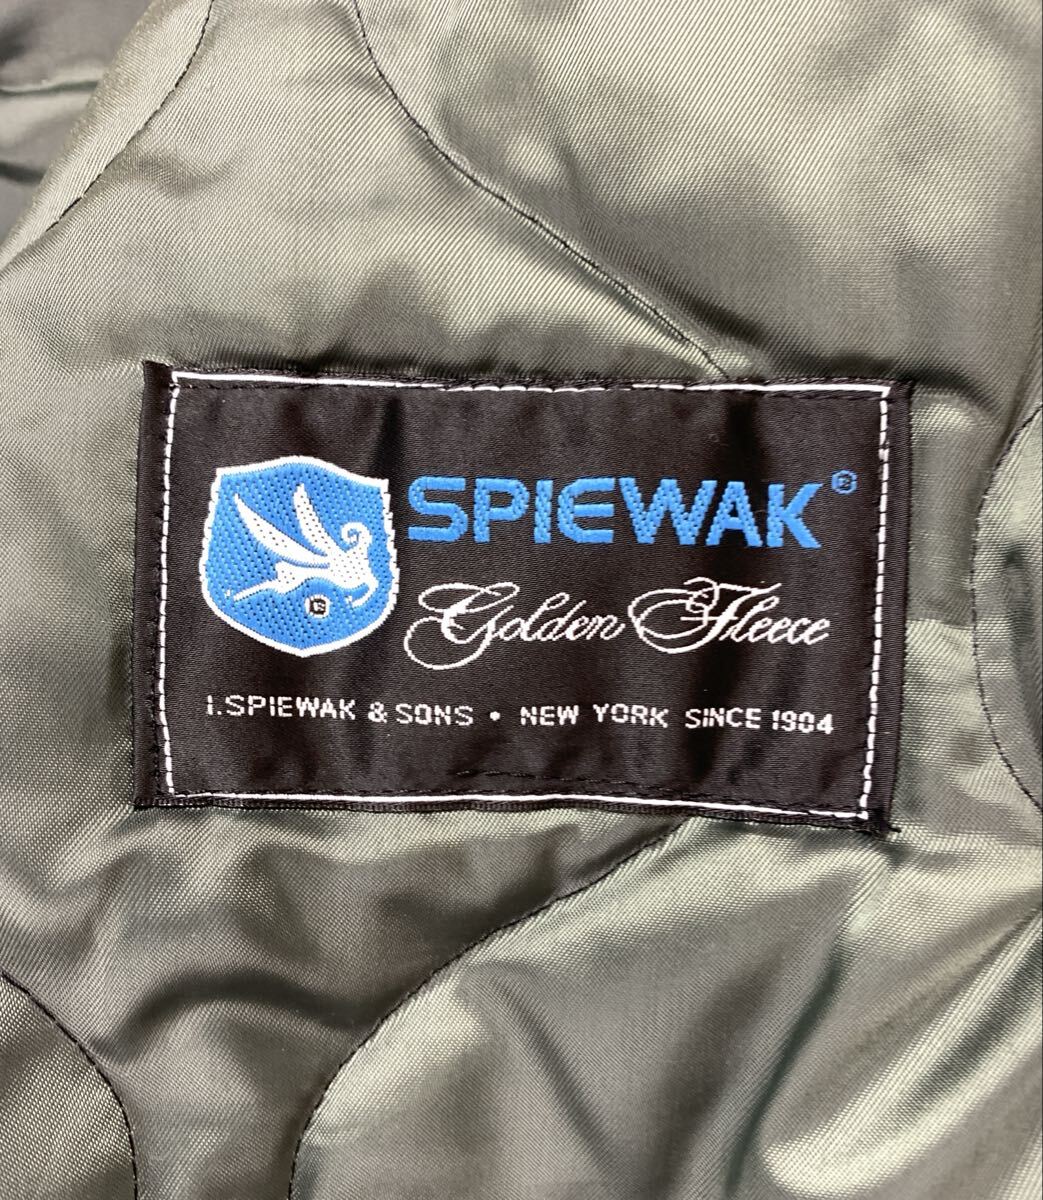 SPIEWAK®
Golden Fleece
I.SPIEWAK & SONS • NEW YORK SINCE 1904